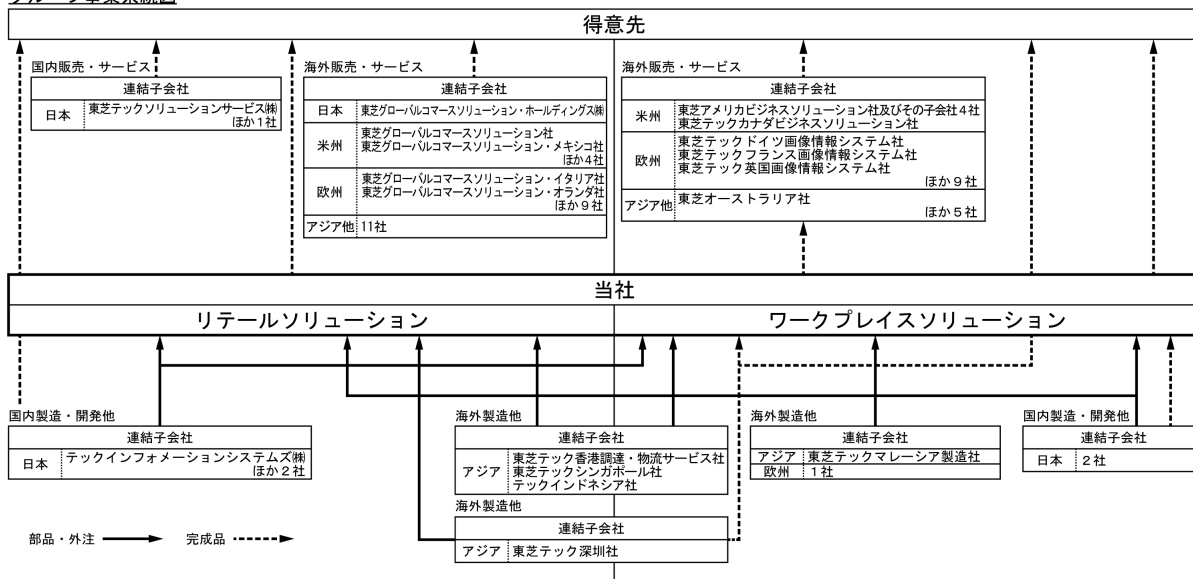 グループ事業系統図
得意先
国内販売・サービス
連結子会社
日本 東芝テックソリューションサービス㈱
ほか1社
海外販売・サービス
連結子会社
日本 東芝グローバルコマースソリューション・ホールディングス㈱
米州 東芝グローバルコマースソリューション社
東芝グローバルコマースソリューション・メキシコ社
ほか4社
欧州 東芝グローバルコマースソリューション・イタリア社
東芝グローバルコマースソリューション・オランダ社
ほか9社
アジア他 11社
海外販売・サービス
連結子会社
米州 東芝アメリカビジネスソリューション社及びその子会社4社
東芝テックカナダビジネスソリューション社
欧州 東芝テックドイツ画像情報システム社
東芝テックフランス画像情報システム社
東芝テック英国画像情報システム社
ほか9社
アジア他 東芝オーストラリア社
ほか5社
当社
リテールソリューション
ワークプレイスソリューション
国内製造・開発他
連結子会社
日本 テックインフォメーションシステムズ㈱
ほか2社
海外製造他
連結子会社
アジア 東芝テック香港調達・物流サービス社
東芝テックシンガポール社
テックインドネシア社
海外製造他
連結子会社
アジア 東芝テック深圳社
海外製造他
連結子会社
アジア 東芝テックマレーシア製造社
欧州 1社
国内製造・開発他
連結子会社
日本 2社
部品・外注
完成品